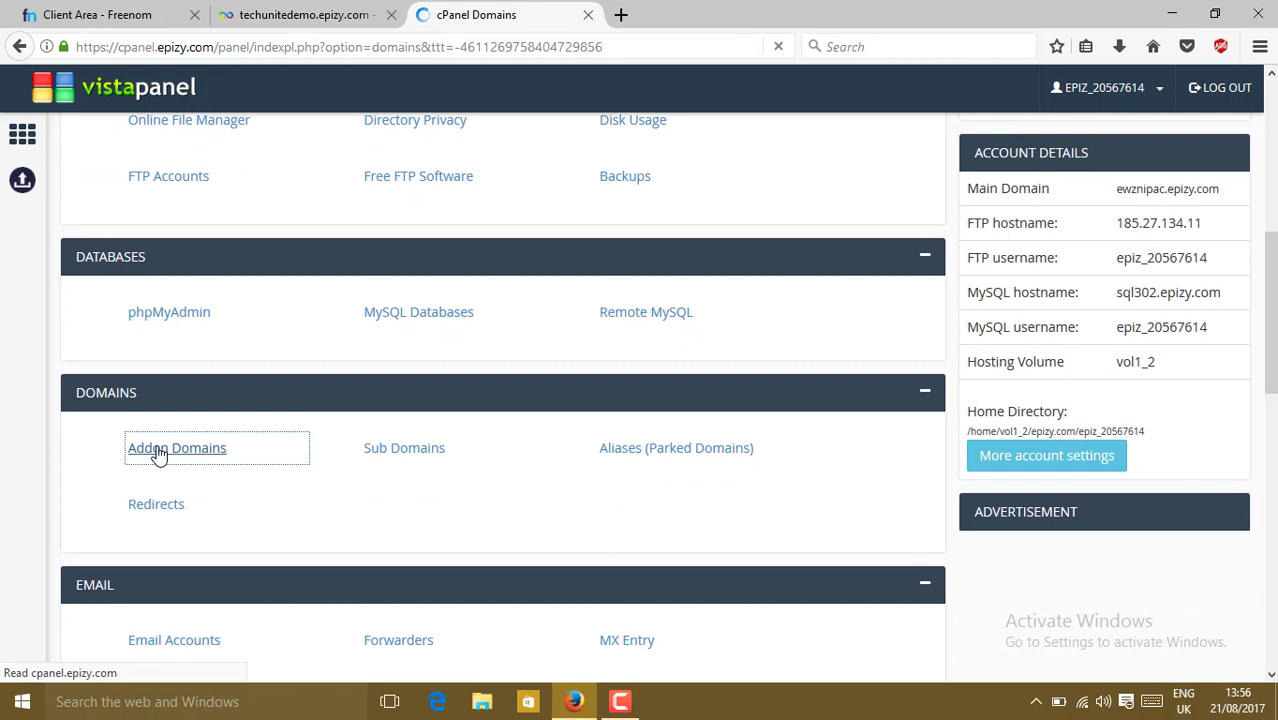 Client Area - Freenom
techunitedemo.epizy.com -
cPanel Domains
https://cpanel.epizy.com/panel/indexpl.php?option=domains&ttt=-4611269758404729856
Search
vistapanel
EPIZ_20567614
LOG OUT
Online File Manager
Directory Privacy
Disk Usage
FTP Accounts
Free FTP Software
Backups
DATABASES
phpMyAdmin
MySQL Databases
Remote MySQL
DOMAINS
Addon Domains
Sub Domains
Aliases (Parked Domains)
Redirects
EMAIL
Email Accounts
Forwarders
MX Entry
ACCOUNT DETAILS
Main Domain ewznipac.epizy.com
FTP hostname: 185.27.134.11
FTP username: epiz_20567614
MySQL hostname: sql302.epizy.com
MySQL username: epiz_20567614
Hosting Volume vol1_2
Home Directory:
/home/vol1_2/epizy.com/epiz_20567614
More account settings
ADVERTISEMENT
Activate Windows
Go to Settings to activate Windows.
Read cpanel.epizy.com
Search the web and Windows
ENG
UK
13:56
21/08/2017